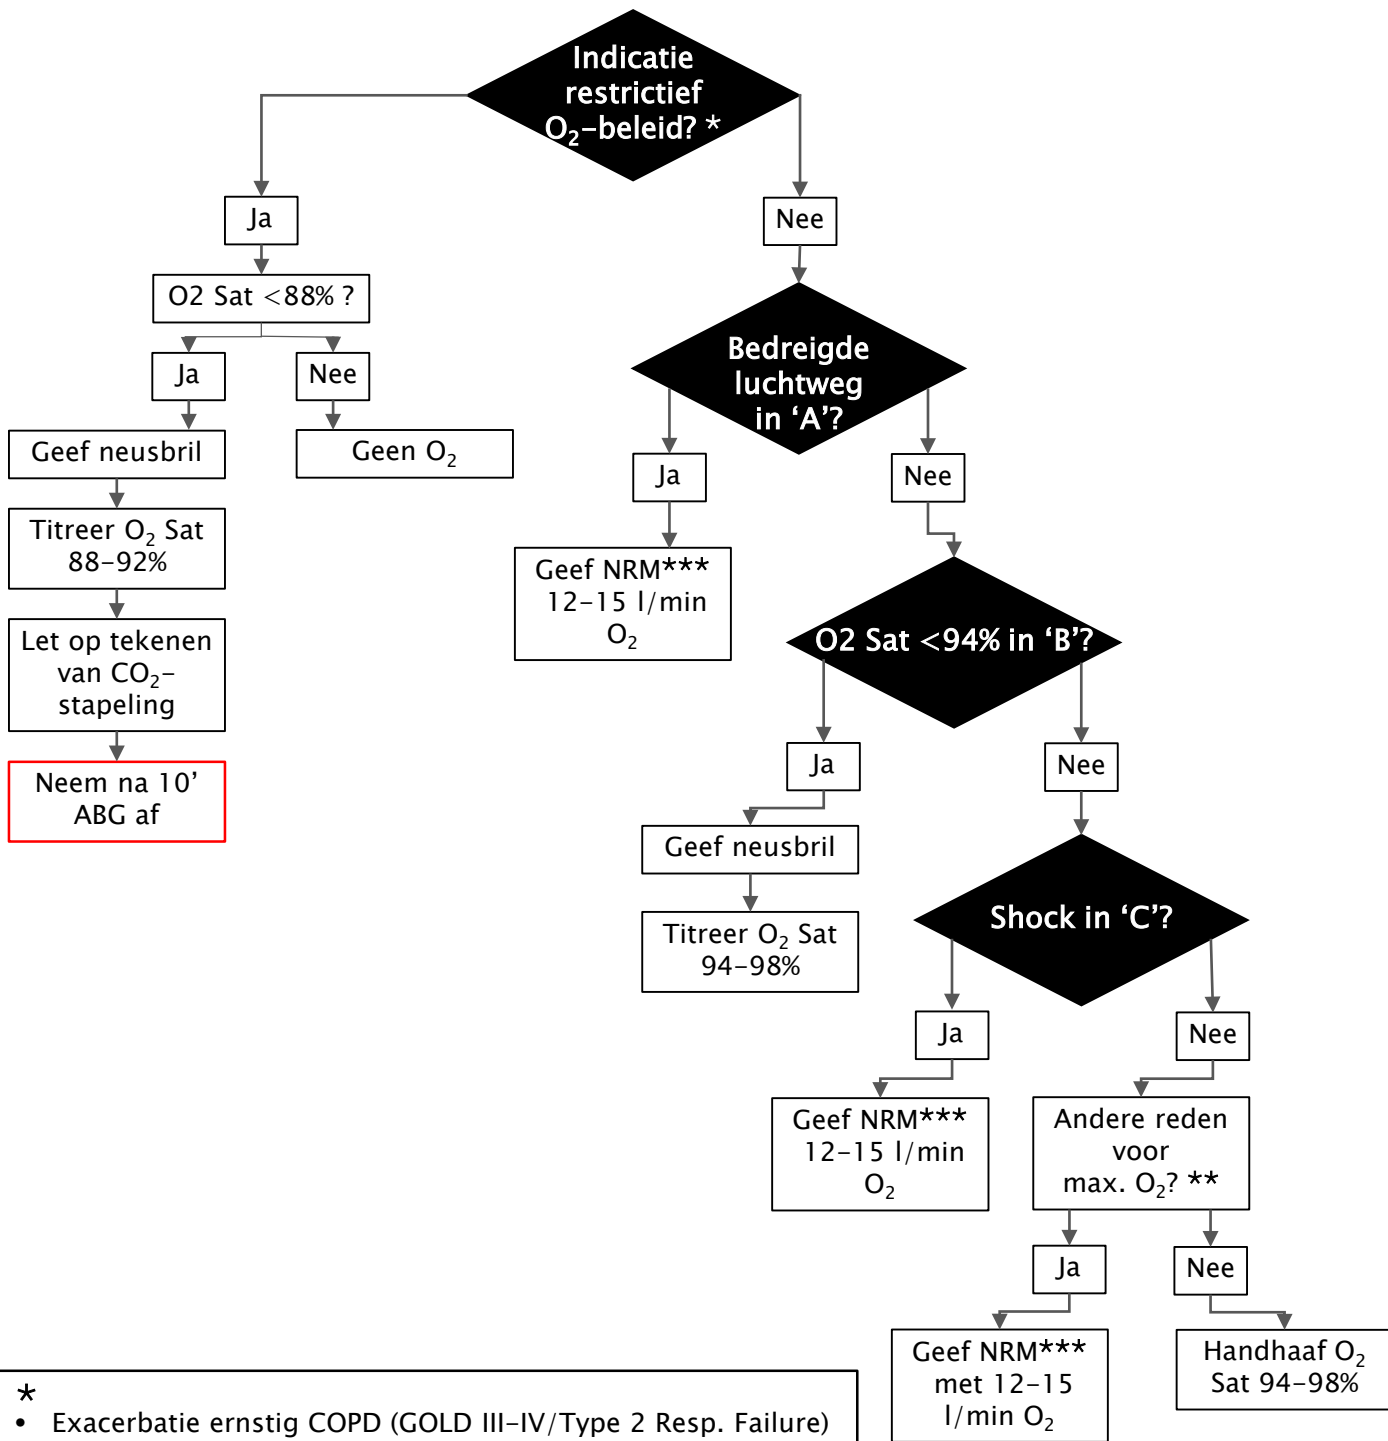 Indicatie
restrictief
O₂-beleid? *
Ja
Nee
O2 Sat <88% ?
Ja
Nee
Geef neusbril
Geen O₂
Titreer O₂ Sat
88-92%
Let op tekenen
van CO₂-
stapeling
Neem na 10’
ABG af
Bedreigde
luchtweg
in ‘A’?
Ja
Nee
Geef NRM***
12-15 l/min
O₂
O2 Sat <94% in ‘B’?
Ja
Nee
Geef neusbril
Titreer O₂ Sat
94-98%
Shock in ‘C’?
Ja
Nee
Geef NRM***
12-15 l/min
O₂
Andere reden
voor
max. O₂? **
Ja
Nee
Geef NRM***
met 12-15
l/min O₂
Handhaaf O₂
Sat 94-98%
*
• Exacerbatie ernstig COPD (GOLD III-IV/Type 2 Resp. Failure)